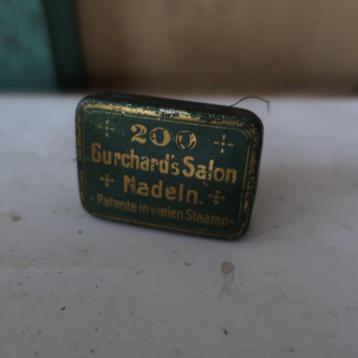 200
Burchard's Salon
Nadeln.
- Patente in vielen Staaten -